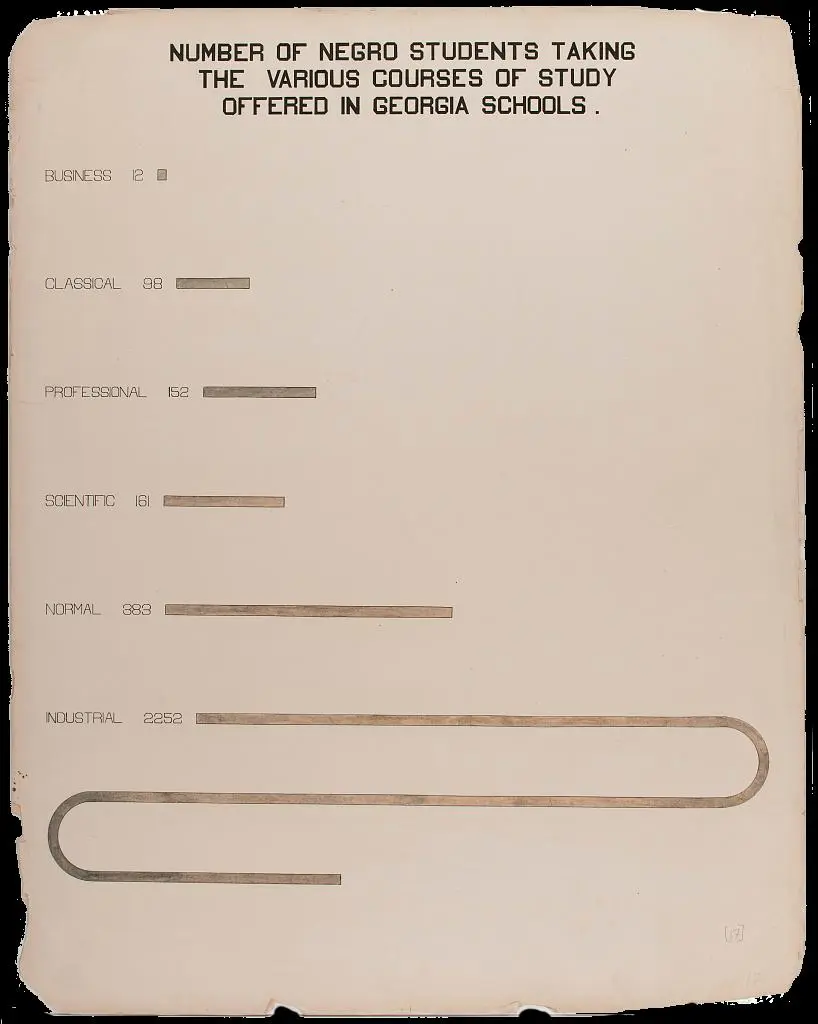 NUMBER OF NEGRO STUDENTS TAKING
THE VARIOUS COURSES OF STUDY
OFFERED IN GEORGIA SCHOOLS .
BUSINESS 12
CLASSICAL 98
PROFESSIONAL 152
SCIENTIFIC 161
NORMAL 383
INDUSTRIAL 2252
[17]